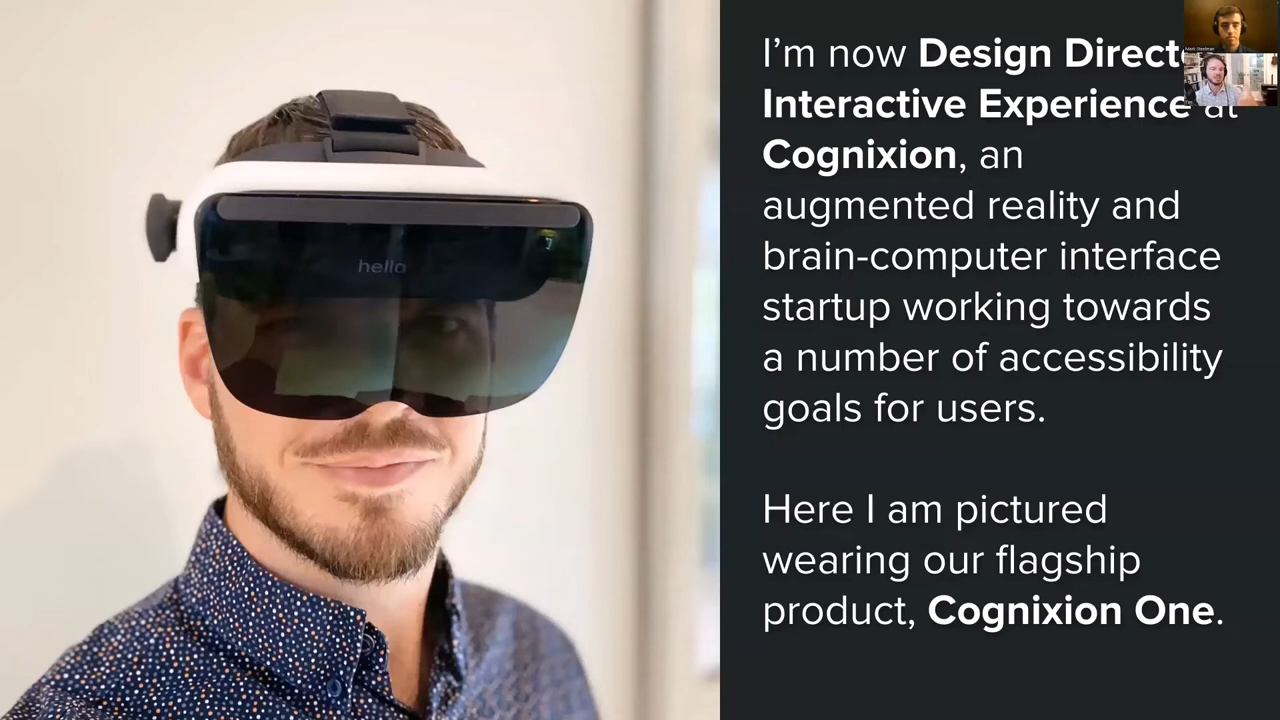 I'm now Design Direct
Interactive Experience at
Cognixion, an
augmented reality and
brain-computer interface
startup working towards
a number of accessibility
goals for users.
Here I am pictured
wearing our flagship
product, Cognixion One.
hello